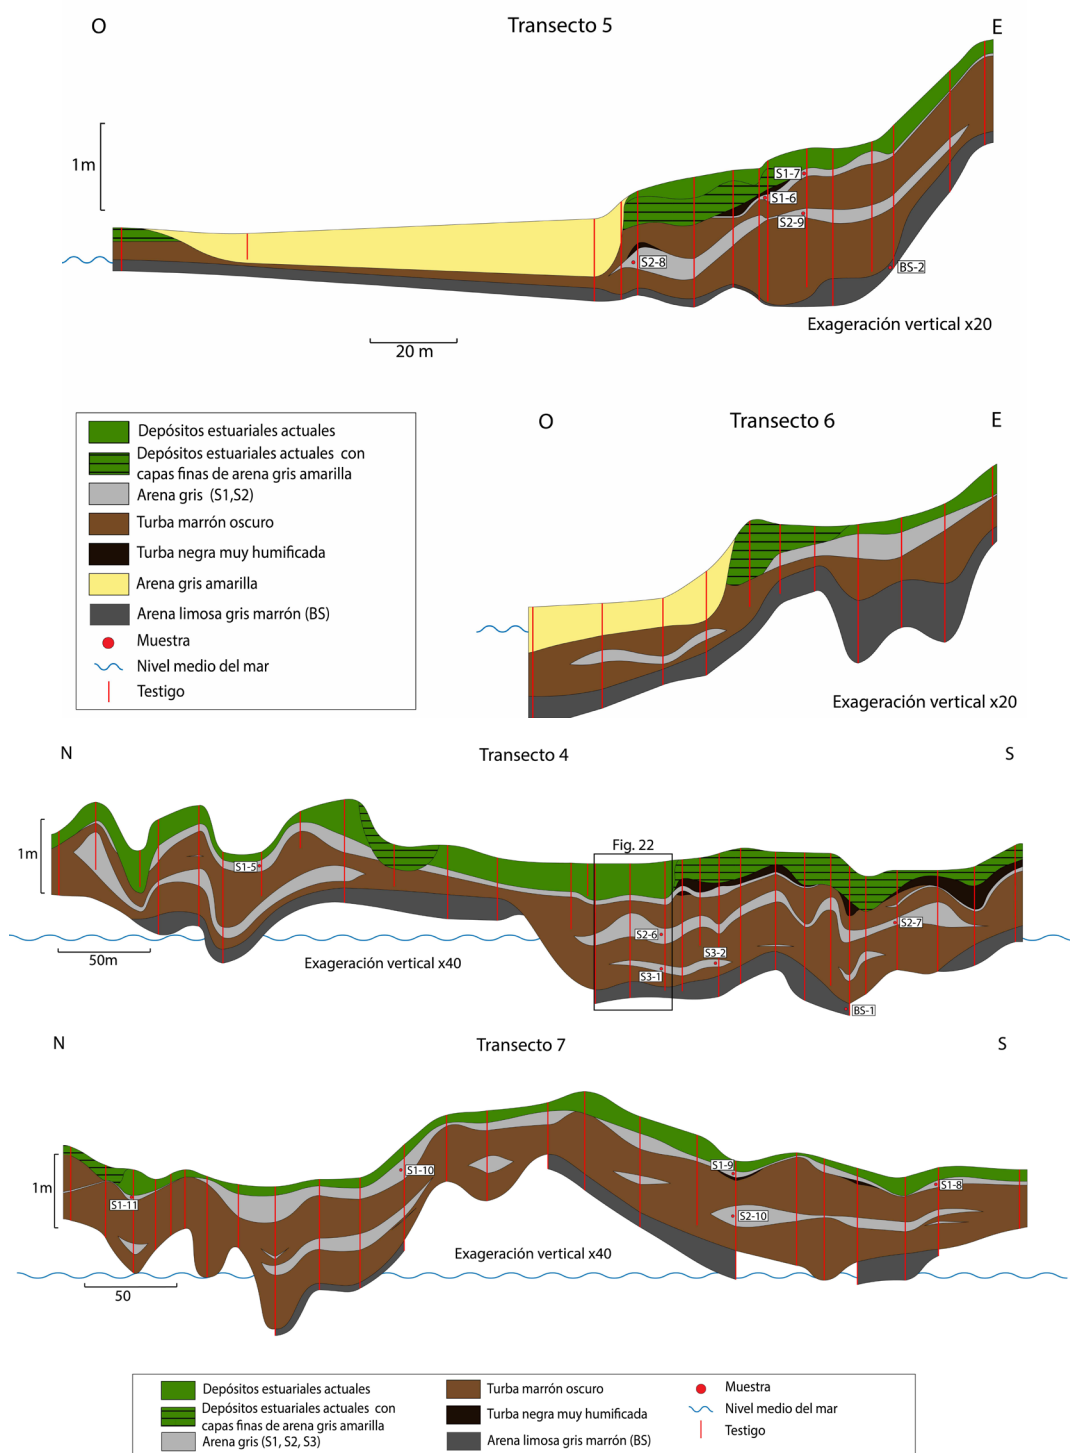 O
Transecto 5
E
1m
S1-7
S1-6
S2-9
S2-8
BS-2
Exageración vertical x20
20 m
Depósitos estuariales actuales
Depósitos estuariales actuales con
capas finas de arena gris amarilla
Arena gris (S1,S2)
Turba marrón oscuro
Turba negra muy humificada
Arena gris amarilla
Arena limosa gris marrón (BS)
Muestra
Nivel medio del mar
Testigo
O
Transecto 6
E
Exageración vertical x20
N
Transecto 4
S
1m
Fig. 22
S1-5
S2-6
S2-7
S3-2
S3-1
BS-1
50m
Exageración vertical x40
N
Transecto 7
S
1m
S1-10
S1-9
S1-8
S1-11
S2-10
Exageración vertical x40
50
Depósitos estuariales actuales
Depósitos estuariales actuales con
capas finas de arena gris amarilla
Arena gris (S1, S2, S3)
Turba marrón oscuro
Turba negra muy humificada
Arena limosa gris marrón (BS)
Muestra
Nivel medio del mar
Testigo